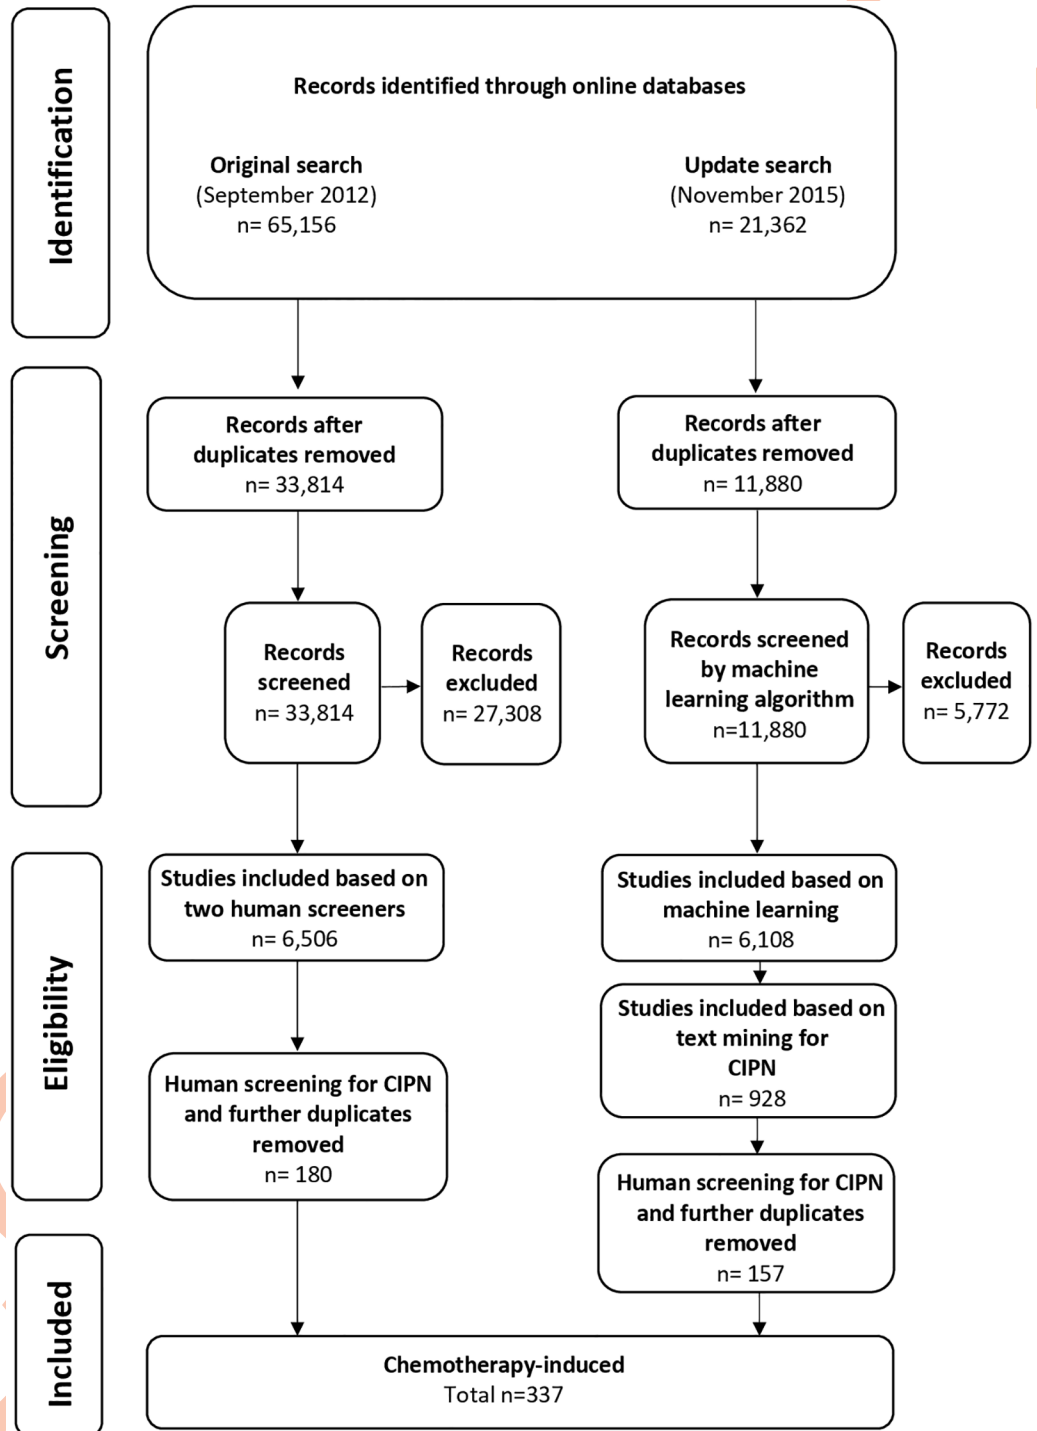 Identification
Records identified through online databases
Original search
(September 2012)
n= 65,156
Update search
(November 2015)
n= 21,362
Screening
Records after
duplicates removed
n= 33,814
Records after
duplicates removed
n= 11,880
Records
screened
n= 33,814
Records
excluded
n= 27,308
Records screened
by machine
learning algorithm
n=11,880
Records
excluded
n= 5,772
Eligibility
Studies included based on
two human screeners
n= 6,506
Studies included based on
machine learning
n= 6,108
Studies included based on
text mining for
CIPN
n= 928
Human screening for CIPN
and further duplicates
removed
n= 180
Human screening for CIPN
and further duplicates
removed
n= 157
Included
Chemotherapy-induced
Total n=337